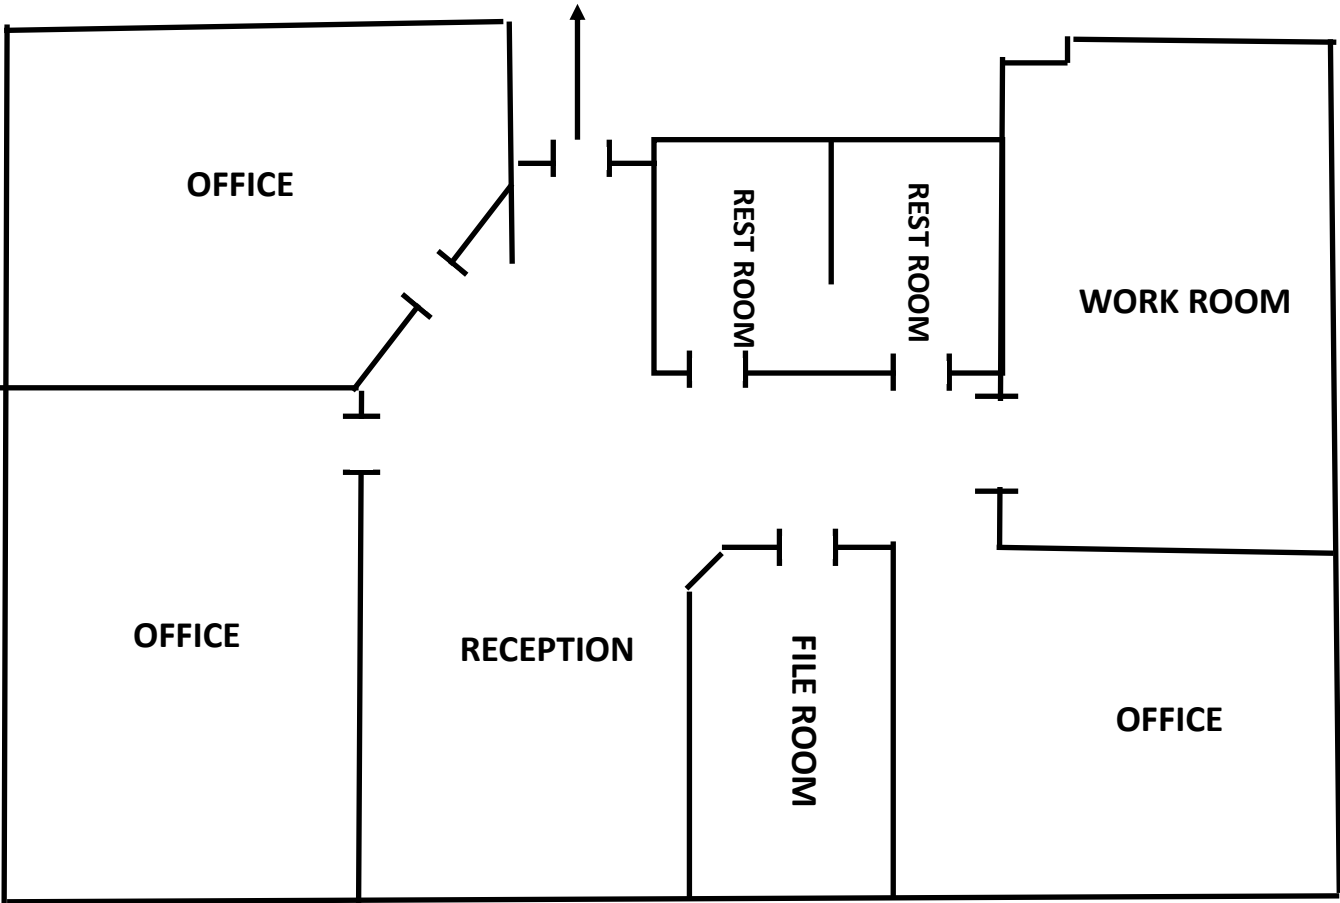 OFFICE
REST ROOM
REST ROOM
WORK ROOM
OFFICE
RECEPTION
FILE ROOM
OFFICE